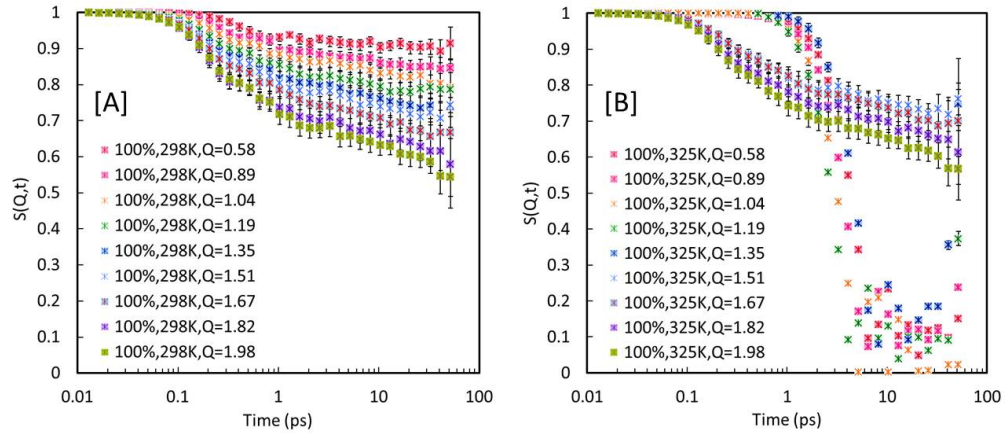 1
0.9
0.8
0.7
0.6
0.5
0.4
0.3
0.2
0.1
0
S(Q,t)
[A]
100%,298K,Q=0.58
100%,298K,Q=0.89
100%,298K,Q=1.04
100%,298K,Q=1.19
100%,298K,Q=1.35
100%,298K,Q=1.51
100%,298K,Q=1.67
100%,298K,Q=1.82
100%,298K,Q=1.98
0.01 0.1 1 10 100
Time (ps)
1
0.9
0.8
0.7
0.6
0.5
0.4
0.3
0.2
0.1
0
S(Q,t)
[B]
100%,325K,Q=0.58
100%,325K,Q=0.89
100%,325K,Q=1.04
100%,325K,Q=1.19
100%,325K,Q=1.35
100%,325K,Q=1.51
100%,325K,Q=1.67
100%,325K,Q=1.82
100%,325K,Q=1.98
0.01 0.1 1 10 100
Time (ps)